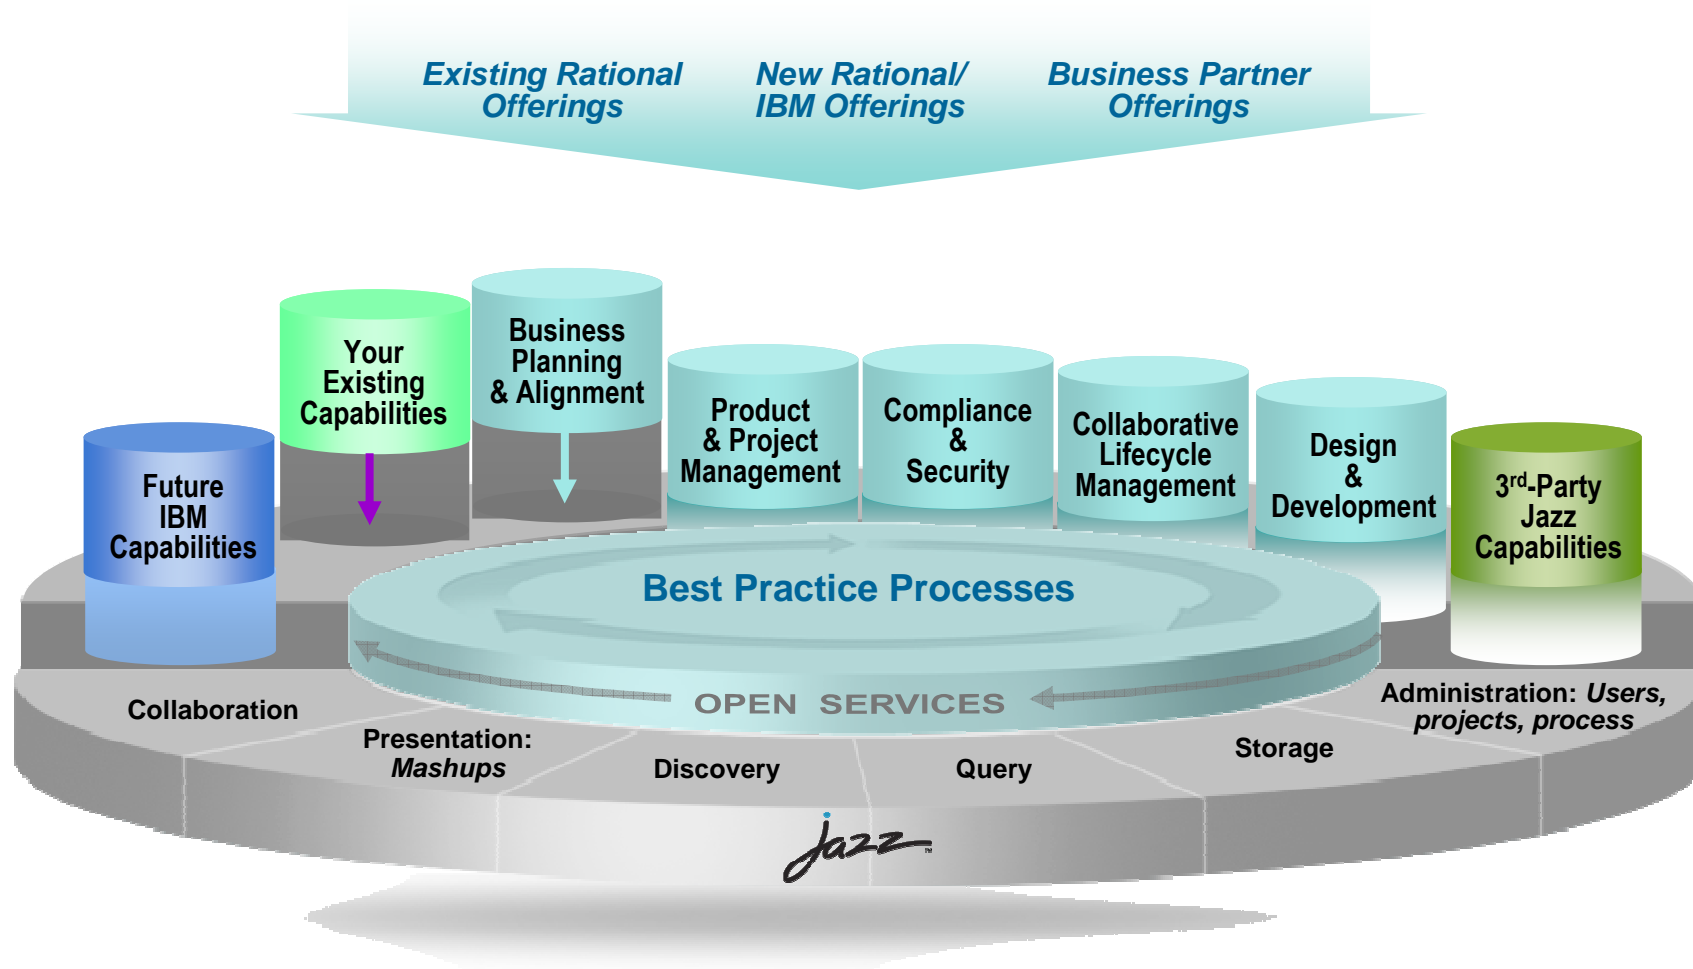 Existing Rational
Offerings
New Rational/
IBM Offerings
Business Partner
Offerings
Future
IBM
Capabilities
Your
Existing
Capabilities
Business
Planning
& Alignment
Product
& Project
Management
Compliance
&
Security
Collaborative
Lifecycle
Management
Design
&
Development
3rd-Party
Jazz
Capabilities
Best Practice Processes
OPEN SERVICES
Collaboration
Presentation:
Mashups
Discovery
Query
Storage
Administration: Users,
projects, process
jazz™